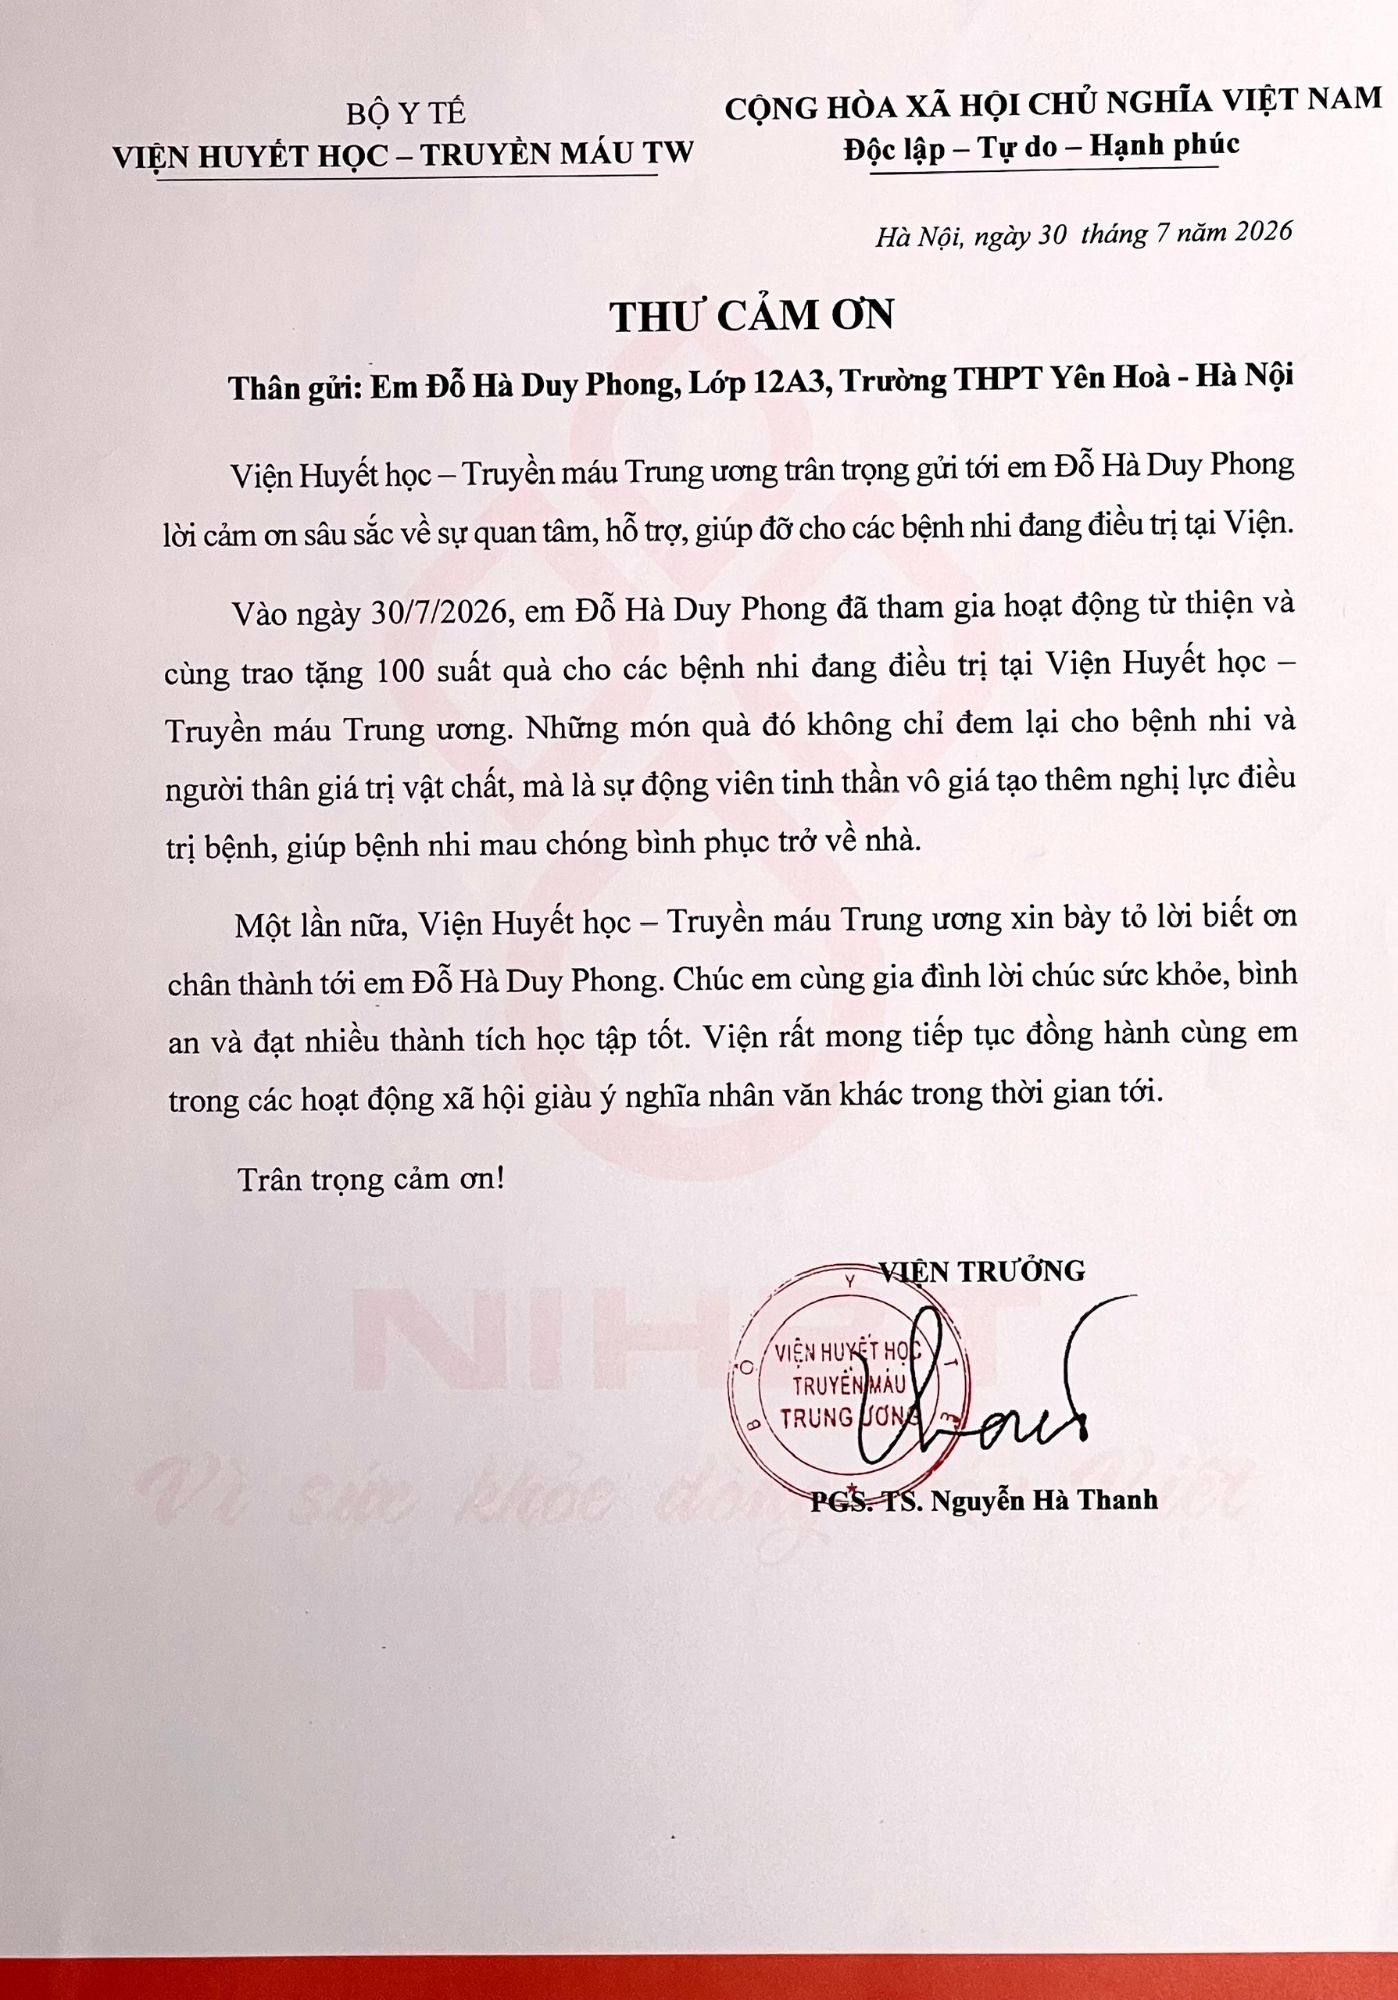 BỘ Y TẾ
VIỆN HUYẾT HỌC – TRUYỀN MÁU TW
CỘNG HÒA XÃ HỘI CHỦ NGHĨA VIỆT NAM
Độc lập – Tự do – Hạnh phúc
Hà Nội, ngày 30 tháng 7 năm 2026
THƯ CẢM ƠN
Thân gửi: Em Đỗ Hà Duy Phong, Lớp 12A3, Trường THPT Yên Hoà - Hà Nội
Viện Huyết học – Truyền máu Trung ương trân trọng gửi tới em Đỗ Hà Duy Phong
lời cảm ơn sâu sắc về sự quan tâm, hỗ trợ, giúp đỡ cho các bệnh nhi đang điều trị tại Viện.
Vào ngày 30/7/2026, em Đỗ Hà Duy Phong đã tham gia hoạt động từ thiện và
cùng trao tặng 100 suất quà cho các bệnh nhi đang điều trị tại Viện Huyết học –
Truyền máu Trung ương. Những món quà đó không chỉ đem lại cho bệnh nhi và
người thân giá trị vật chất, mà là sự động viên tinh thần vô giá tạo thêm nghị lực điều
trị bệnh, giúp bệnh nhi mau chóng bình phục trở về nhà.
Một lần nữa, Viện Huyết học – Truyền máu Trung ương xin bày tỏ lời biết ơn
chân thành tới em Đỗ Hà Duy Phong. Chúc em cùng gia đình lời chúc sức khỏe, bình
an và đạt nhiều thành tích học tập tốt. Viện rất mong tiếp tục đồng hành cùng em
trong các hoạt động xã hội giàu ý nghĩa nhân văn khác trong thời gian tới.
Trân trọng cảm ơn!
VIỆN TRƯỞNG
BỘ Y TẾ
VIỆN HUYẾT HỌC
TRUYỀN MÁU
TRUNG ƯƠNG
PGS. TS. Nguyễn Hà Thanh
Vì sức khỏe